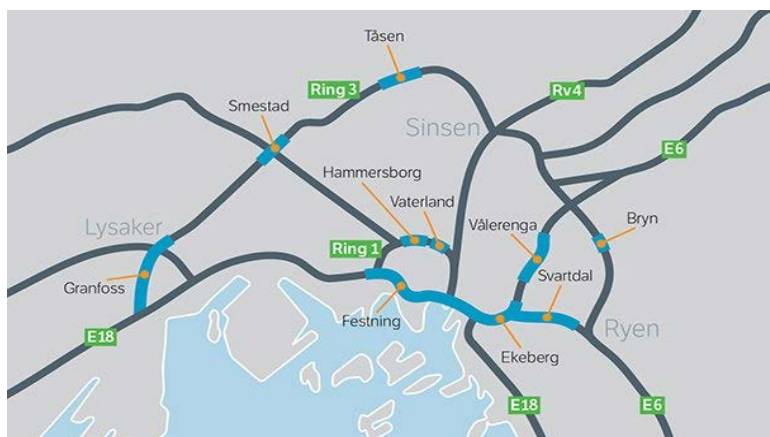 Tåsen
Ring 3
Rv4
Smestad
Sinsen
E6
Hammersborg
Vaterland
Lysaker
Vålerenga
Bryn
Ring 1
Svartdal
Granfoss
Festning
Ryen
E18
Ekeberg
E18
E6